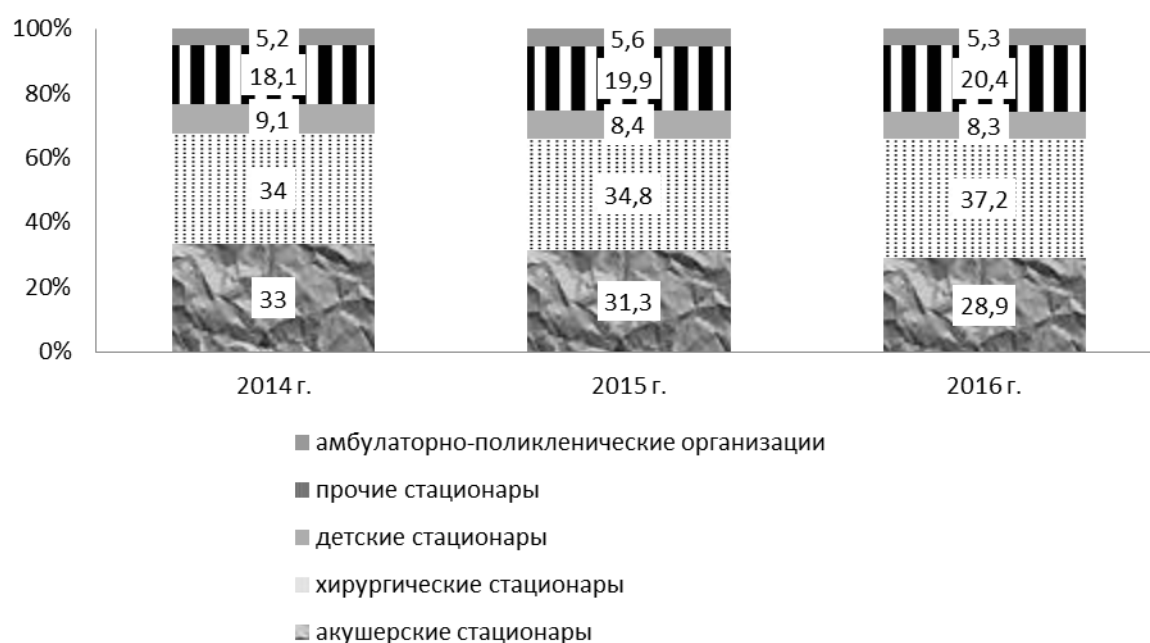 100%
80%
60%
40%
20%
0%
5,2
5,6
5,3
18,1
19,9
20,4
9,1
8,4
8,3
34
34,8
37,2
33
31,3
28,9
2014 г.
2015 г.
2016 г.
амбулаторно-поликленические организации
прочие стационары
детские стационары
хирургические стационары
акушерские стационары